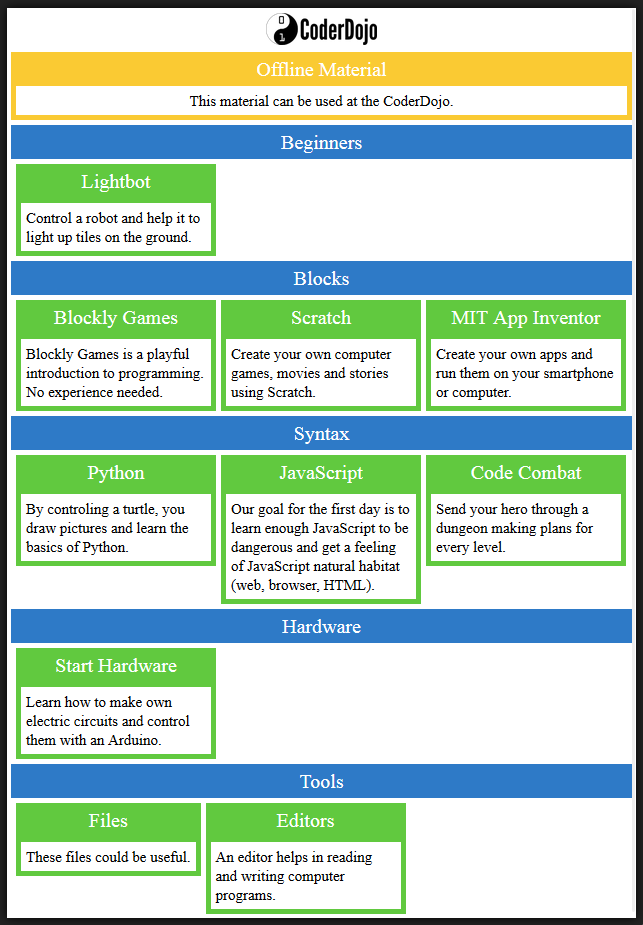 0
1
CoderDojo
Offline Material
This material can be used at the CoderDojo.
Beginners
Lightbot
Control a robot and help it to
light up tiles on the ground.
Blocks
Blockly Games
Blockly Games is a playful
introduction to programming.
No experience needed.
Scratch
Create your own computer
games, movies and stories
using Scratch.
MIT App Inventor
Create your own apps and
run them on your smartphone
or computer.
Syntax
Python
By controling a turtle, you
draw pictures and learn the
basics of Python.
JavaScript
Our goal for the first day is to
learn enough JavaScript to be
dangerous and get a feeling
of JavaScript natural habitat
(web, browser, HTML).
Code Combat
Send your hero through a
dungeon making plans for
every level.
Hardware
Start Hardware
Learn how to make own
electric circuits and control
them with an Arduino.
Tools
Files
These files could be useful.
Editors
An editor helps in reading
and writing computer
programs.